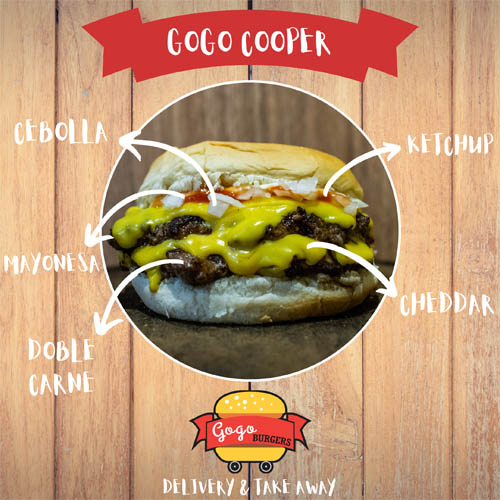 GOGO COOPER
CEBOLLA
KETCHUP
MAYONESA
CHEDDAR
DOBLE
CARNE
Gogo
BURGERS
DELIVERY & TAKE AWAY